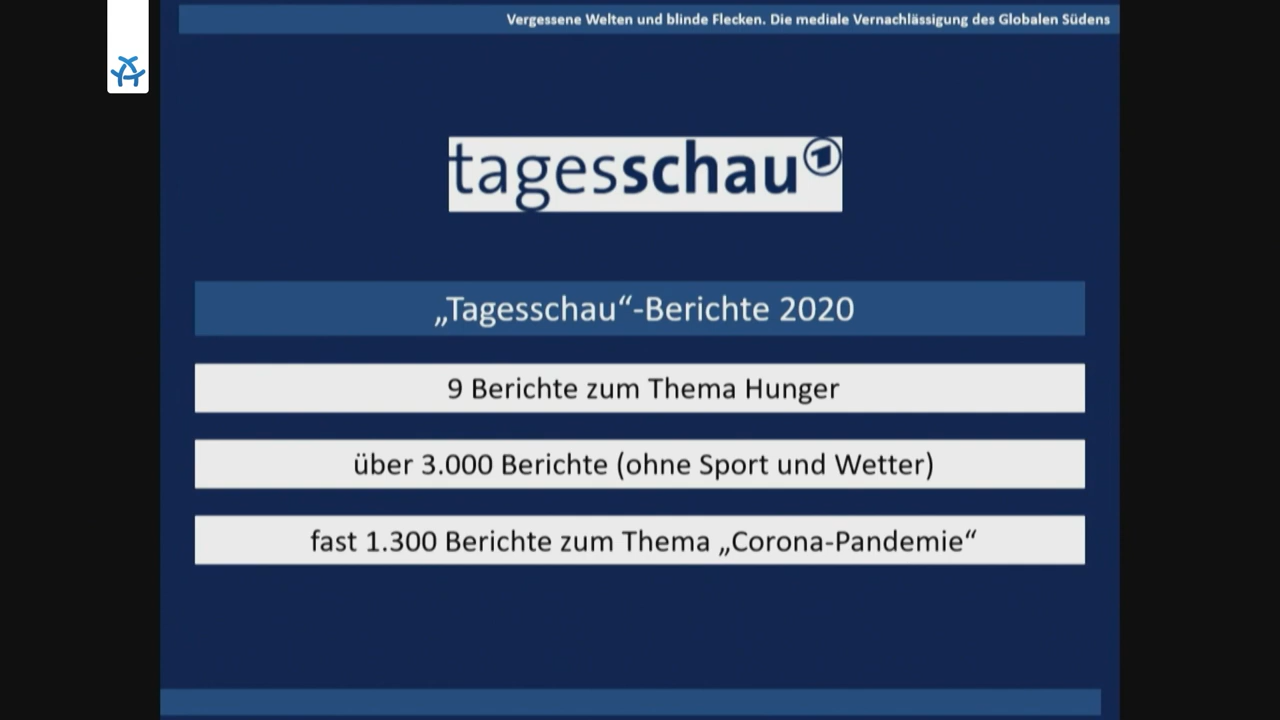 Vergessene Welten und blinde Flecken. Die mediale Vernachlässigung des Globalen Südens
tagesschau
„Tagesschau“-Berichte 2020
9 Berichte zum Thema Hunger
über 3.000 Berichte (ohne Sport und Wetter)
fast 1.300 Berichte zum Thema „Corona-Pandemie“